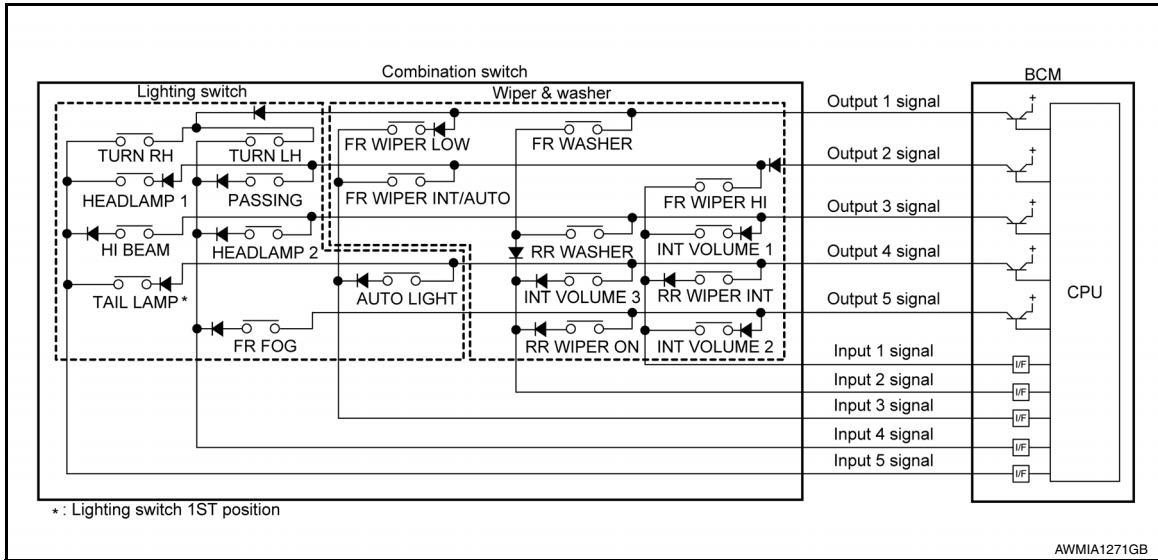 Combination switch
BCM
Lighting switch
Wiper & washer
Output 1 signal
+
TURN RH
TURN LH
FR WIPER LOW
FR WASHER
Output 2 signal
+
HEADLAMP 1
PASSING
FR WIPER INT/AUTO
FR WIPER HI
Output 3 signal
+
HI BEAM
HEADLAMP 2
RR WASHER
INT VOLUME 1
Output 4 signal
+
TAIL LAMP*
AUTO LIGHT
INT VOLUME 3
RR WIPER INT
CPU
Output 5 signal
+
FR FOG
RR WIPER ON
INT VOLUME 2
Input 1 signal
I/F
Input 2 signal
I/F
Input 3 signal
I/F
Input 4 signal
I/F
Input 5 signal
I/F
* : Lighting switch 1ST position
AWMIA1271GB